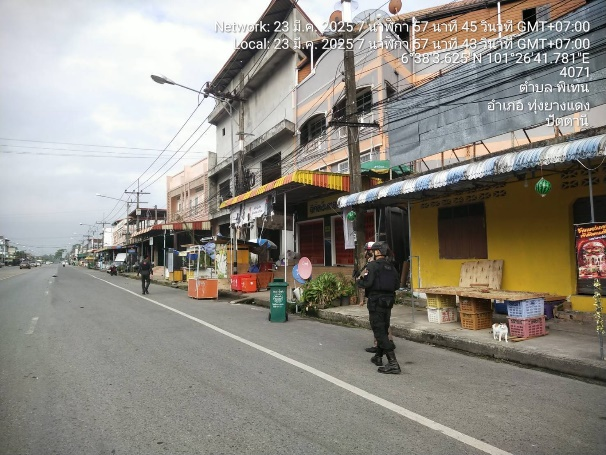 Network: 23 มี.ค. 2025 7 นาฬิกา 57 นาที 45 วินาที GMT+07:00
Local: 23 มี.ค. 2025 7 นาฬิกา 57 นาที 43 วินาที GMT+07:00
6°38'3.625"N 101°26'41.781"E
4071
ตำบล พิเทน
อำเภอ ทุ่งยางแดง
ปัตตานี